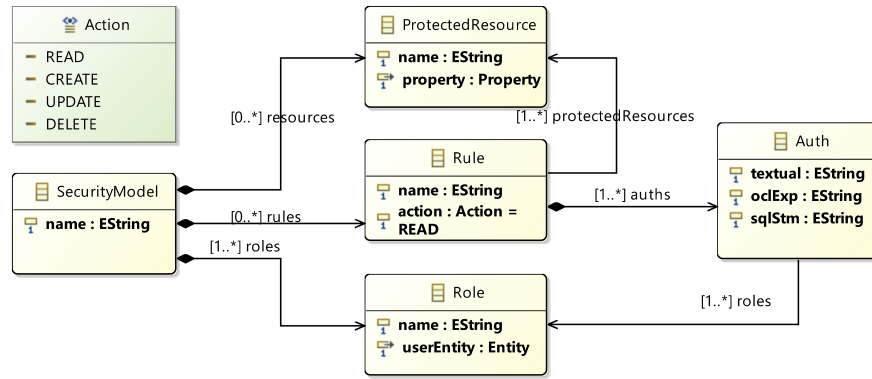 Action
READ
CREATE
UPDATE
DELETE
ProtectedResource
name : EString
property : Property
[0..*] resources
[1..*] protectedResources
Rule
name : EString
action : Action =
READ
[1..*] auths
Auth
textual : EString
oclExp : EString
sqlStm : EString
SecurityModel
name : EString
[0..*] rules
[1..*] roles
Role
name : EString
userEntity : Entity
[1..*] roles